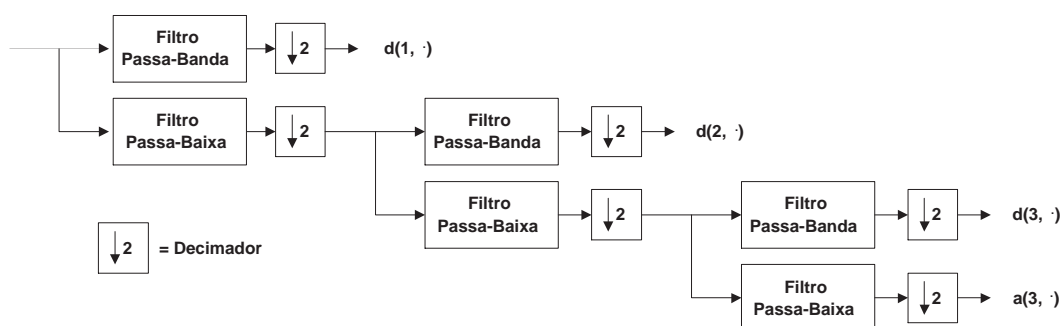 Filtro
Passa-Banda
2
d(1, ·)
Filtro
Passa-Baixa
2
Filtro
Passa-Banda
2
d(2, ·)
Filtro
Passa-Baixa
2
Filtro
Passa-Banda
2
d(3, ·)
2 = Decimador
Filtro
Passa-Baixa
2
a(3, ·)